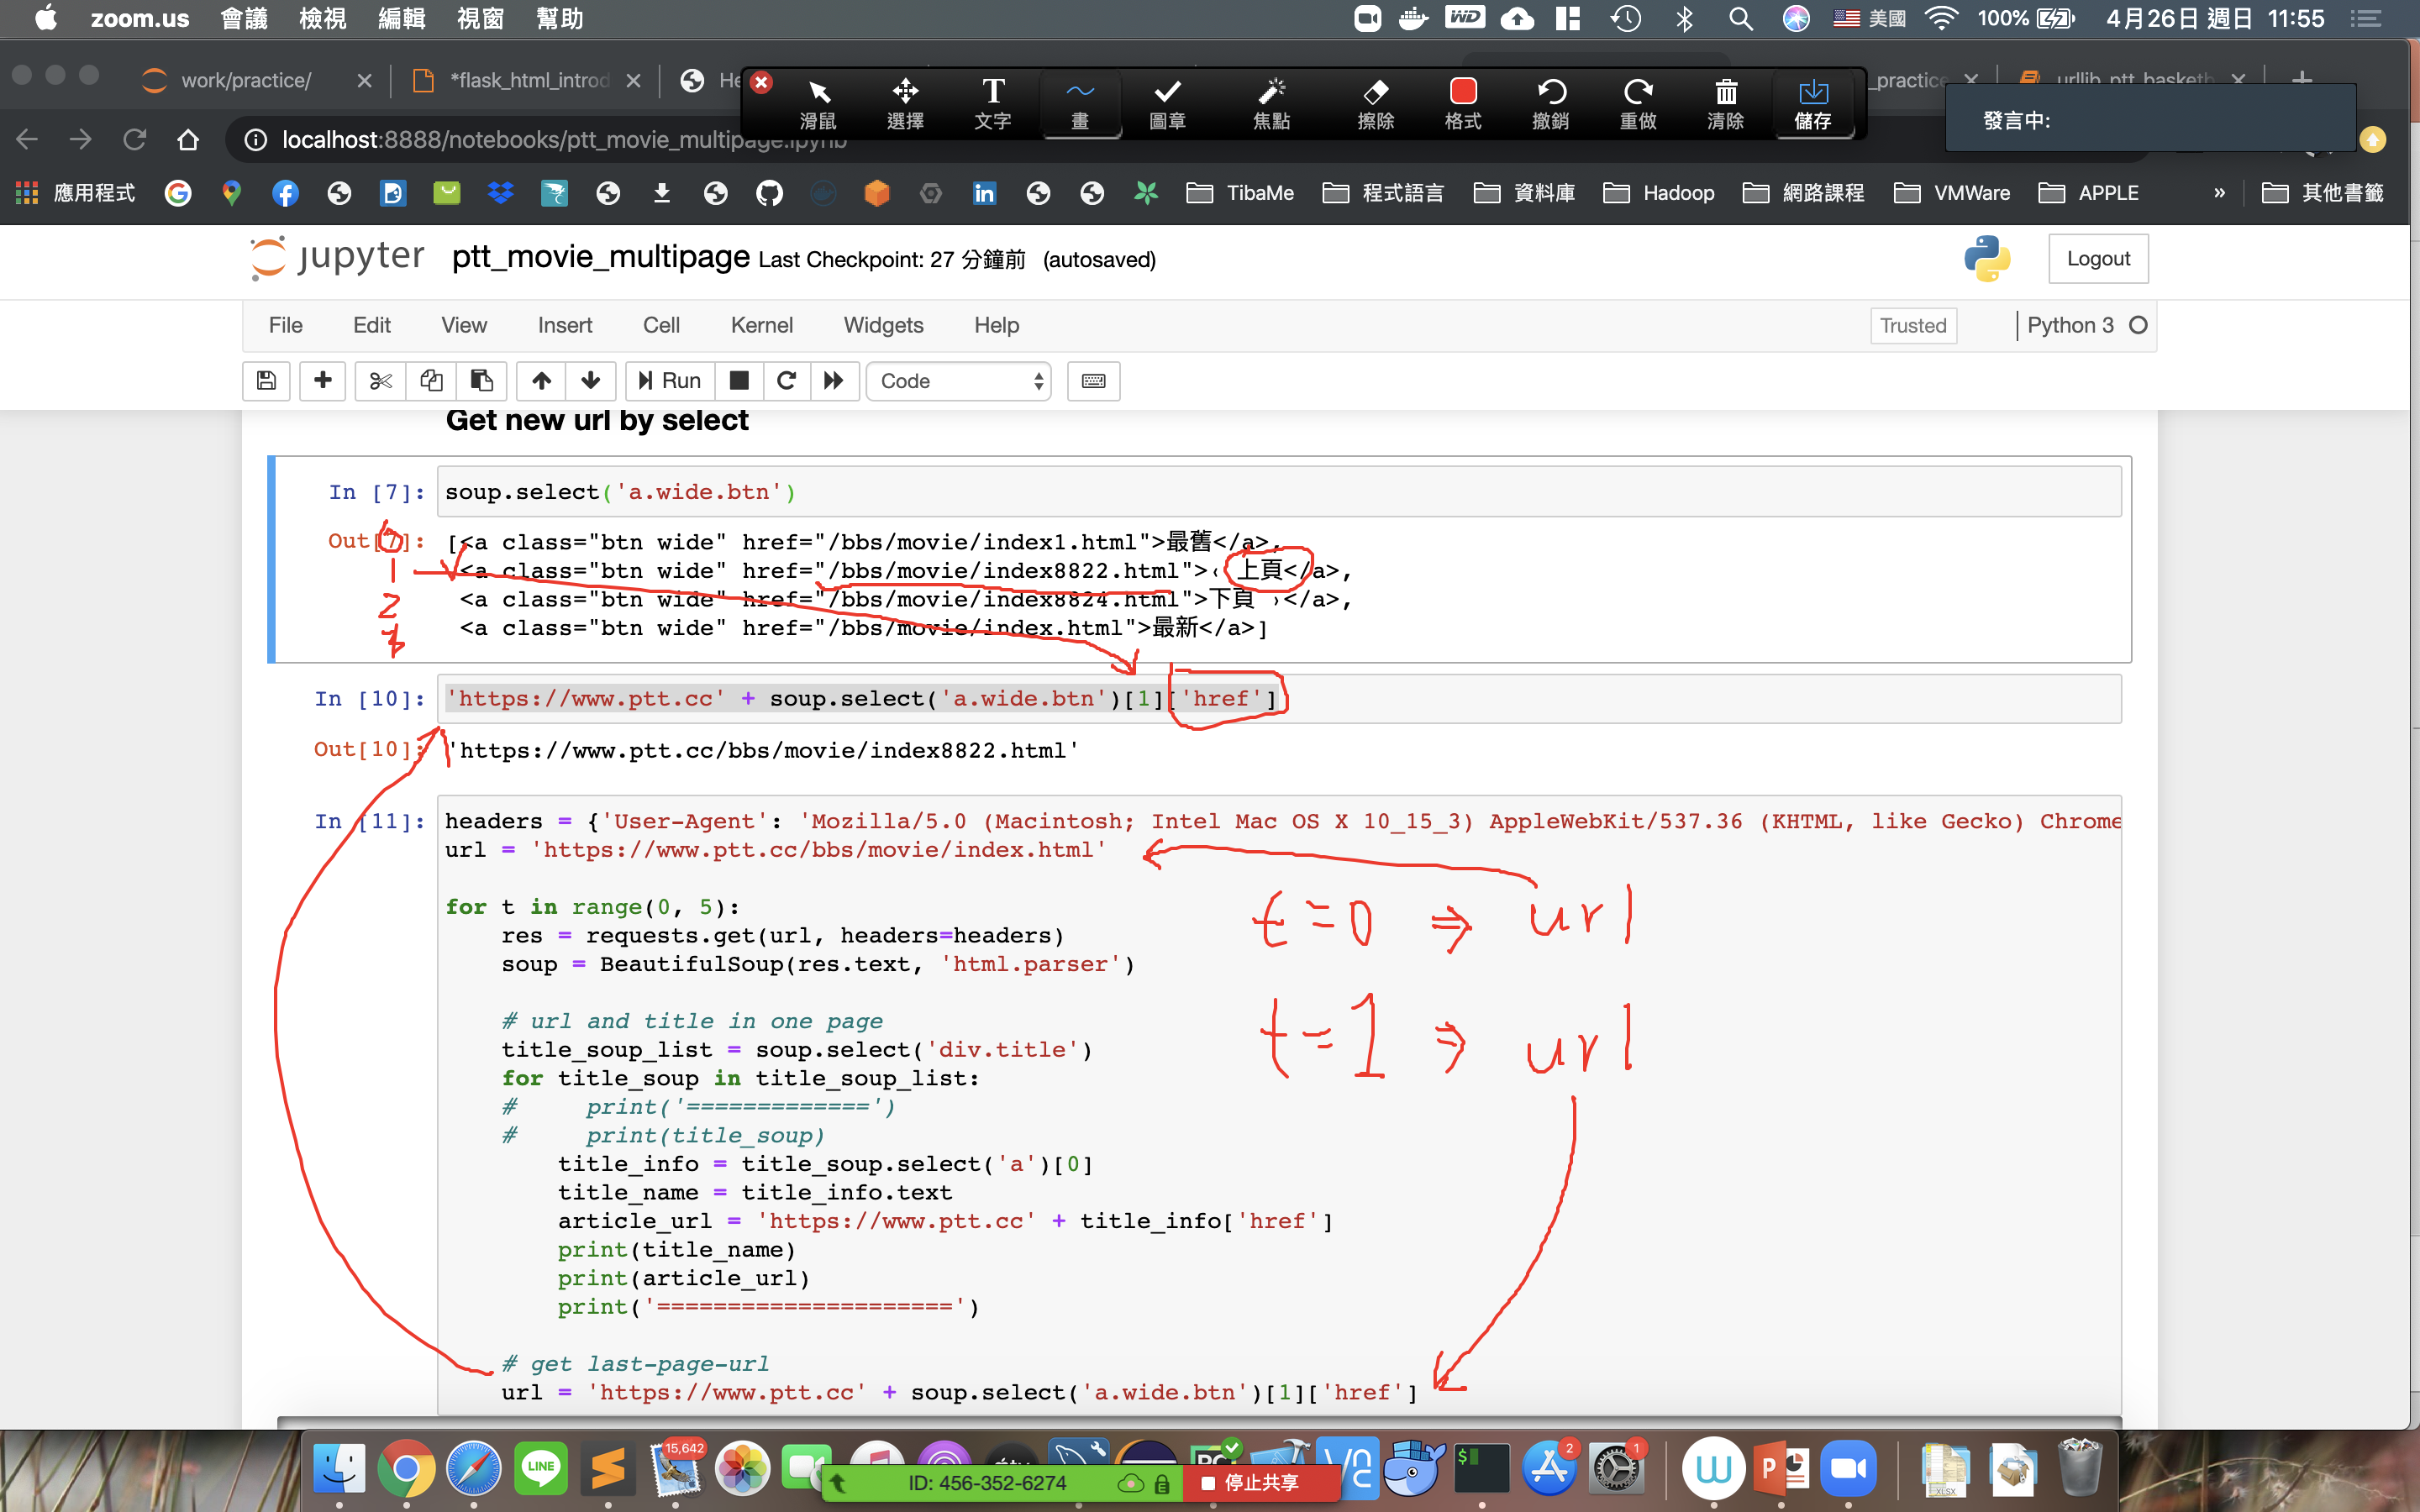 zoom.us 會議 檢視 編輯 視窗 幫助 WD 美國 100% 4月26日 週日 11:55
work/practice/ *flask_html_introd He _practice urllib_ptt_basketb
滑鼠 選擇 文字 畫 圖章 焦點 擦除 格式 撤銷 重做 清除 儲存
發言中:
localhost:8888/notebooks/ptt_movie_multipage.ipynb
應用程式 TibaMe 程式語言 資料庫 Hadoop 網路課程 VMWare APPLE » 其他書籤
jupyter ptt_movie_multipage Last Checkpoint: 27 分鐘前 (autosaved) Logout
File Edit View Insert Cell Kernel Widgets Help Trusted Python 3
Run Code
Get new url by select
In [7]: soup.select('a.wide.btn')
Out[7]: [<a class="btn wide" href="/bbs/movie/index1.html">最舊</a>,
1 <a class="btn wide" href="/bbs/movie/index8822.html">‹ 上頁</a>,
2 <a class="btn wide" href="/bbs/movie/index8824.html">下頁 ›</a>,
<a class="btn wide" href="/bbs/movie/index.html">最新</a>]
In [10]: 'https://www.ptt.cc' + soup.select('a.wide.btn')[1]['href']
Out[10]: 'https://www.ptt.cc/bbs/movie/index8822.html'
In [11]: headers = {'User-Agent': 'Mozilla/5.0 (Macintosh; Intel Mac OS X 10_15_3) AppleWebKit/537.36 (KHTML, like Gecko) Chrome
url = 'https://www.ptt.cc/bbs/movie/index.html'
for t in range(0, 5):
t=0 ⇒ url
res = requests.get(url, headers=headers)
soup = BeautifulSoup(res.text, 'html.parser')
# url and title in one page
t=1 ⇒ url
title_soup_list = soup.select('div.title')
for title_soup in title_soup_list:
# print('=============')
# print(title_soup)
title_info = title_soup.select('a')[0]
title_name = title_info.text
article_url = 'https://www.ptt.cc' + title_info['href']
print(title_name)
print(article_url)
print('=====================')
# get last-page-url
url = 'https://www.ptt.cc' + soup.select('a.wide.btn')[1]['href']
LINE 15,642 2 1 XLSX
ID: 456-352-6274 停止共享